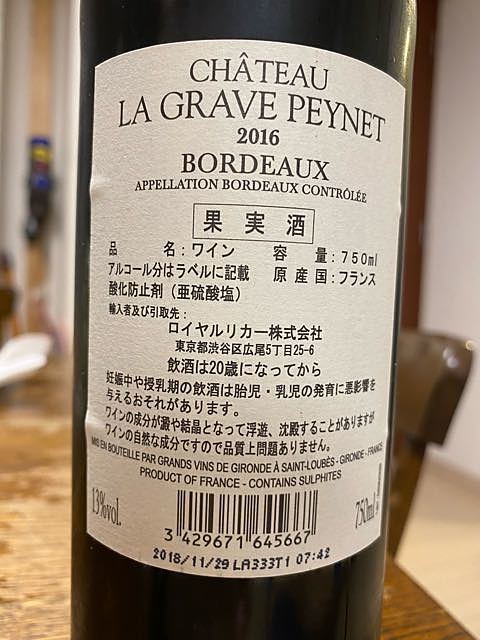 CHÂTEAU
LA GRAVE PEYNET
2016
BORDEAUX
APPELLATION BORDEAUX CONTRÔLÉE
果実酒
品　　名：ワイン　容　量：750ml
アルコール分はラベルに記載　原産国：フランス
酸化防止剤（亜硫酸塩）
輸入者及び引取先：
ロイヤルリカー株式会社
東京都渋谷区広尾5丁目25-6
飲酒は20歳になってから
妊娠中や授乳期の飲酒は胎児・乳児の発育に悪影響を
与えるおそれがあります。
ワインの成分が澱や結晶となって浮遊、沈殿することがありますが
ワインの自然な成分ですので品質上問題ありません。
MIS EN BOUTEILLE PAR GRANDS VINS DE GIRONDE À SAINT-LOUBÈS - GIRONDE - FRANCE
PRODUCT OF FRANCE - CONTAINS SULPHITES
13%vol.
750ml
3 429671 645667
2018/11/29 LA333T1 07:42